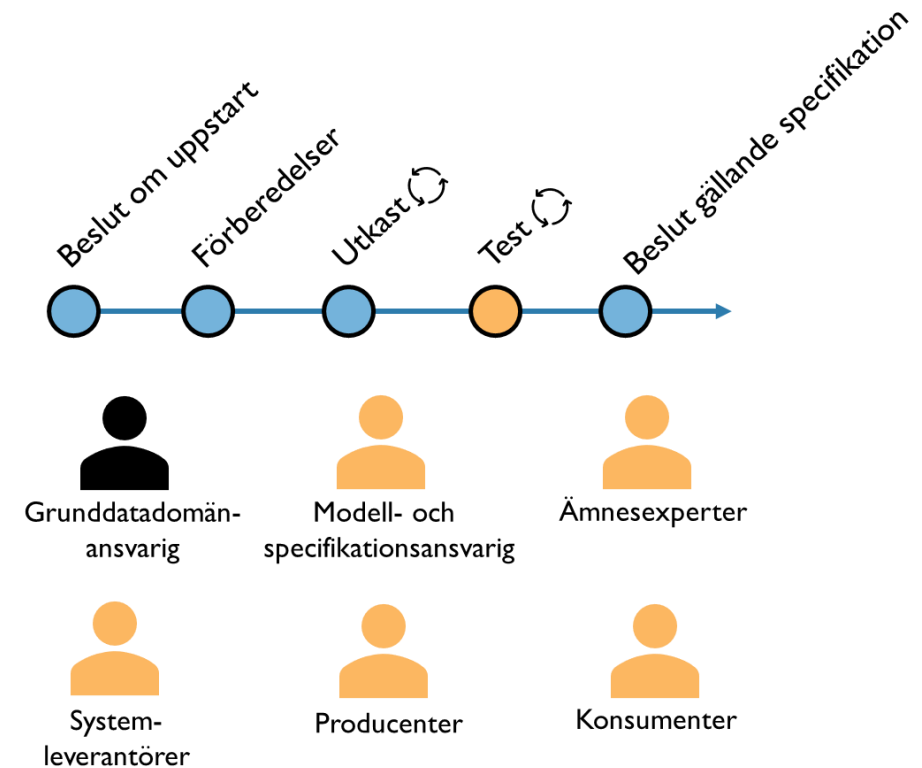 Beslut om uppstart
Förberedelser
Utkast
Test
Beslut gällande specifikation
Grunddatadomän-
ansvarig
Modell- och
specifikationsansvarig
Ämnesexperter
System-
leverantörer
Producenter
Konsumenter